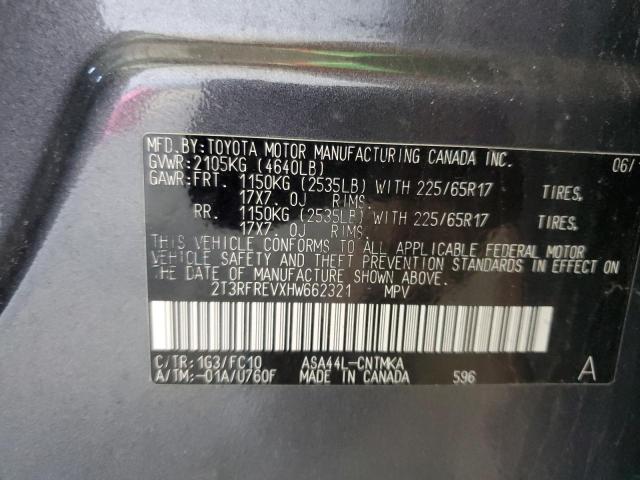 MFD.BY:TOYOTA MOTOR MANUFACTURING CANADA INC. 06/
GVWR:2105KG (4640LB)
GAWR:FRT. 1150KG (2535LB) WITH 225/65R17 TIRES,
17X7. 0J RIMS.
RR. 1150KG (2535LB) WITH 225/65R17 TIRES,
17X7. 0J RIMS.
THIS VEHICLE CONFORMS TO ALL APPLICABLE FEDERAL MOTOR
VEHICLE SAFETY AND THEFT PREVENTION STANDARDS IN EFFECT ON
THE DATE OF MANUFACTURE SHOWN ABOVE.
2T3RFREVXHW662321 MPV
C/TR:1G3/FC10 ASA44L-CNTMKA
A/TM:-01A/U760F MADE IN CANADA 596 A